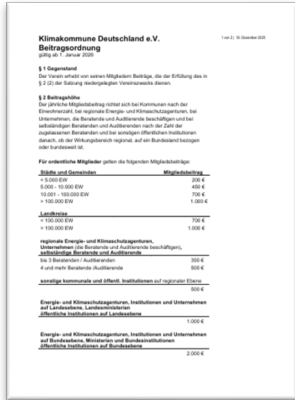 Klimakommune Deutschland e.V.
1 von 2 | 16. Dezember 2025
Beitragsordnung
gültig ab 1. Januar 2026
§ 1 Gegenstand
Der Verein erhebt von seinen Mitgliedern Beiträge, die der Erfüllung des in
§ 2 (2) der Satzung niedergelegten Vereinszwecks dienen.
§ 2 Beitragshöhe
Der jährliche Mitgliedsbeitrag richtet sich bei Kommunen nach der
Einwohnerzahl, bei regionalen Energie- und Klimaschutzagenturen, bei
Unternehmen, die Beratende und Auditierende beschäftigen und bei
selbständigen Beratenden und Auditierenden nach der Zahl der
zugelassenen Beratenden und bei sonstigen öffentlichen Institutionen
danach, ob der Wirkungsbereich regional, auf ein Bundesland bezogen
oder bundesweit ist.
Für ordentliche Mitglieder gelten die folgenden Mitgliedsbeiträge:
Städte und Gemeinden Mitgliedsbeitrag
< 5.000 EW 200 €
5.000 - 10.000 EW 450 €
10.001 - 100.000 EW 700 €
> 100.000 EW 1.000 €
Landkreise
< 100.000 EW 700 €
> 100.000 EW 1.000 €
regionale Energie- und Klimaschutzagenturen,
Unternehmen (die Beratende und Auditierende beschäftigen),
selbständige Beratende und Auditierende
bis 3 Beratenden / Auditierenden 300 €
4 und mehr Beratende /Auditierende 500 €
sonstige kommunale und öffentl. Institutionen auf regionaler Ebene
500 €
Energie- und Klimaschutzagenturen, Institutionen und Unternehmen
auf Landesebene, Landesministerien
öffentliche Institutionen auf Landesebene
1.000 €
Energie- und Klimaschutzagenturen, Institutionen und Unternehmen
auf Bundesebene, Ministerien und Bundesinstitutionen
öffentliche Institutionen auf Bundesebene
2.000 €